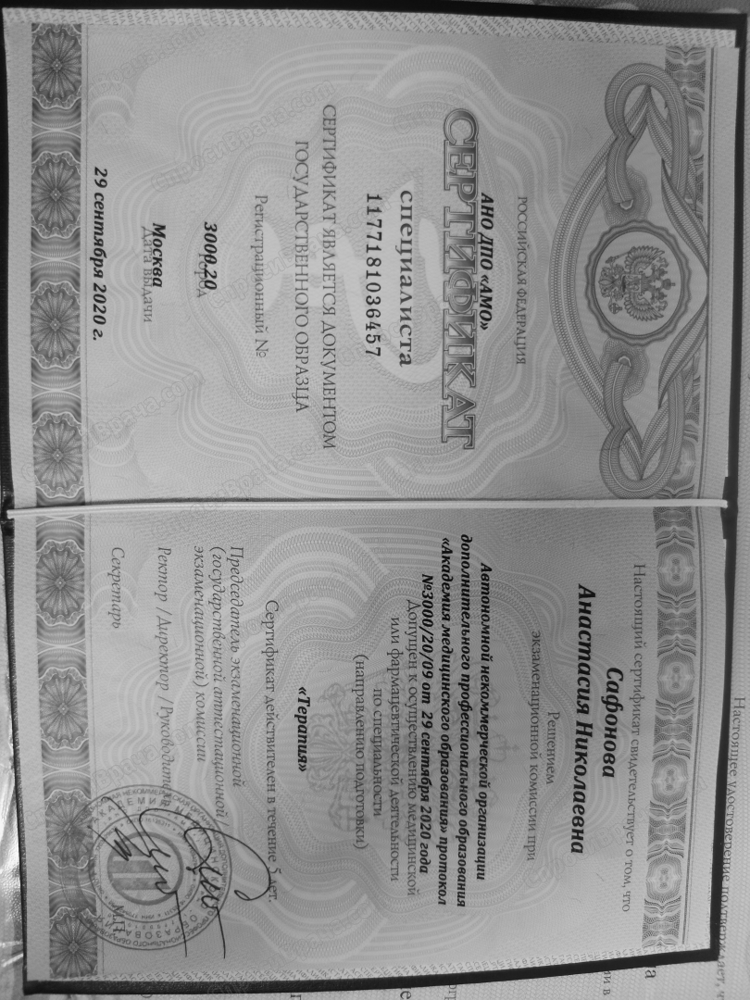 РОССИЙСКАЯ ФЕДЕРАЦИЯ
АНО ДПО «АМО»
СЕРТИФИКАТ
специалиста
1177181036457
СЕРТИФИКАТ ЯВЛЯЕТСЯ ДОКУМЕНТОМ
ГОСУДАРСТВЕННОГО ОБРАЗЦА
Регистрационный №
3000.20
Город
Москва
Дата выдачи
29 сентября 2020 г.
Настоящий сертификат свидетельствует о том, что
Сафонова
Анастасия Николаевна
Решением
экзаменационной комиссии при
Автономной некоммерческой организации
дополнительного профессионального образования
«Академия медицинского образования» протокол
№3000/20/09 от 29 сентября 2020 года
Допущен к осуществлению медицинской
или фармацевтической деятельности
по специальности
(направлению подготовки)
«Терапия»
Сертификат действителен в течение 5 лет.
Председатель экзаменационной
(государственной аттестационной /
экзаменационной) комиссии
Ректор / Директор / Руководитель
Секретарь
М.П.
Настоящее удостоверение подтверждает, ч